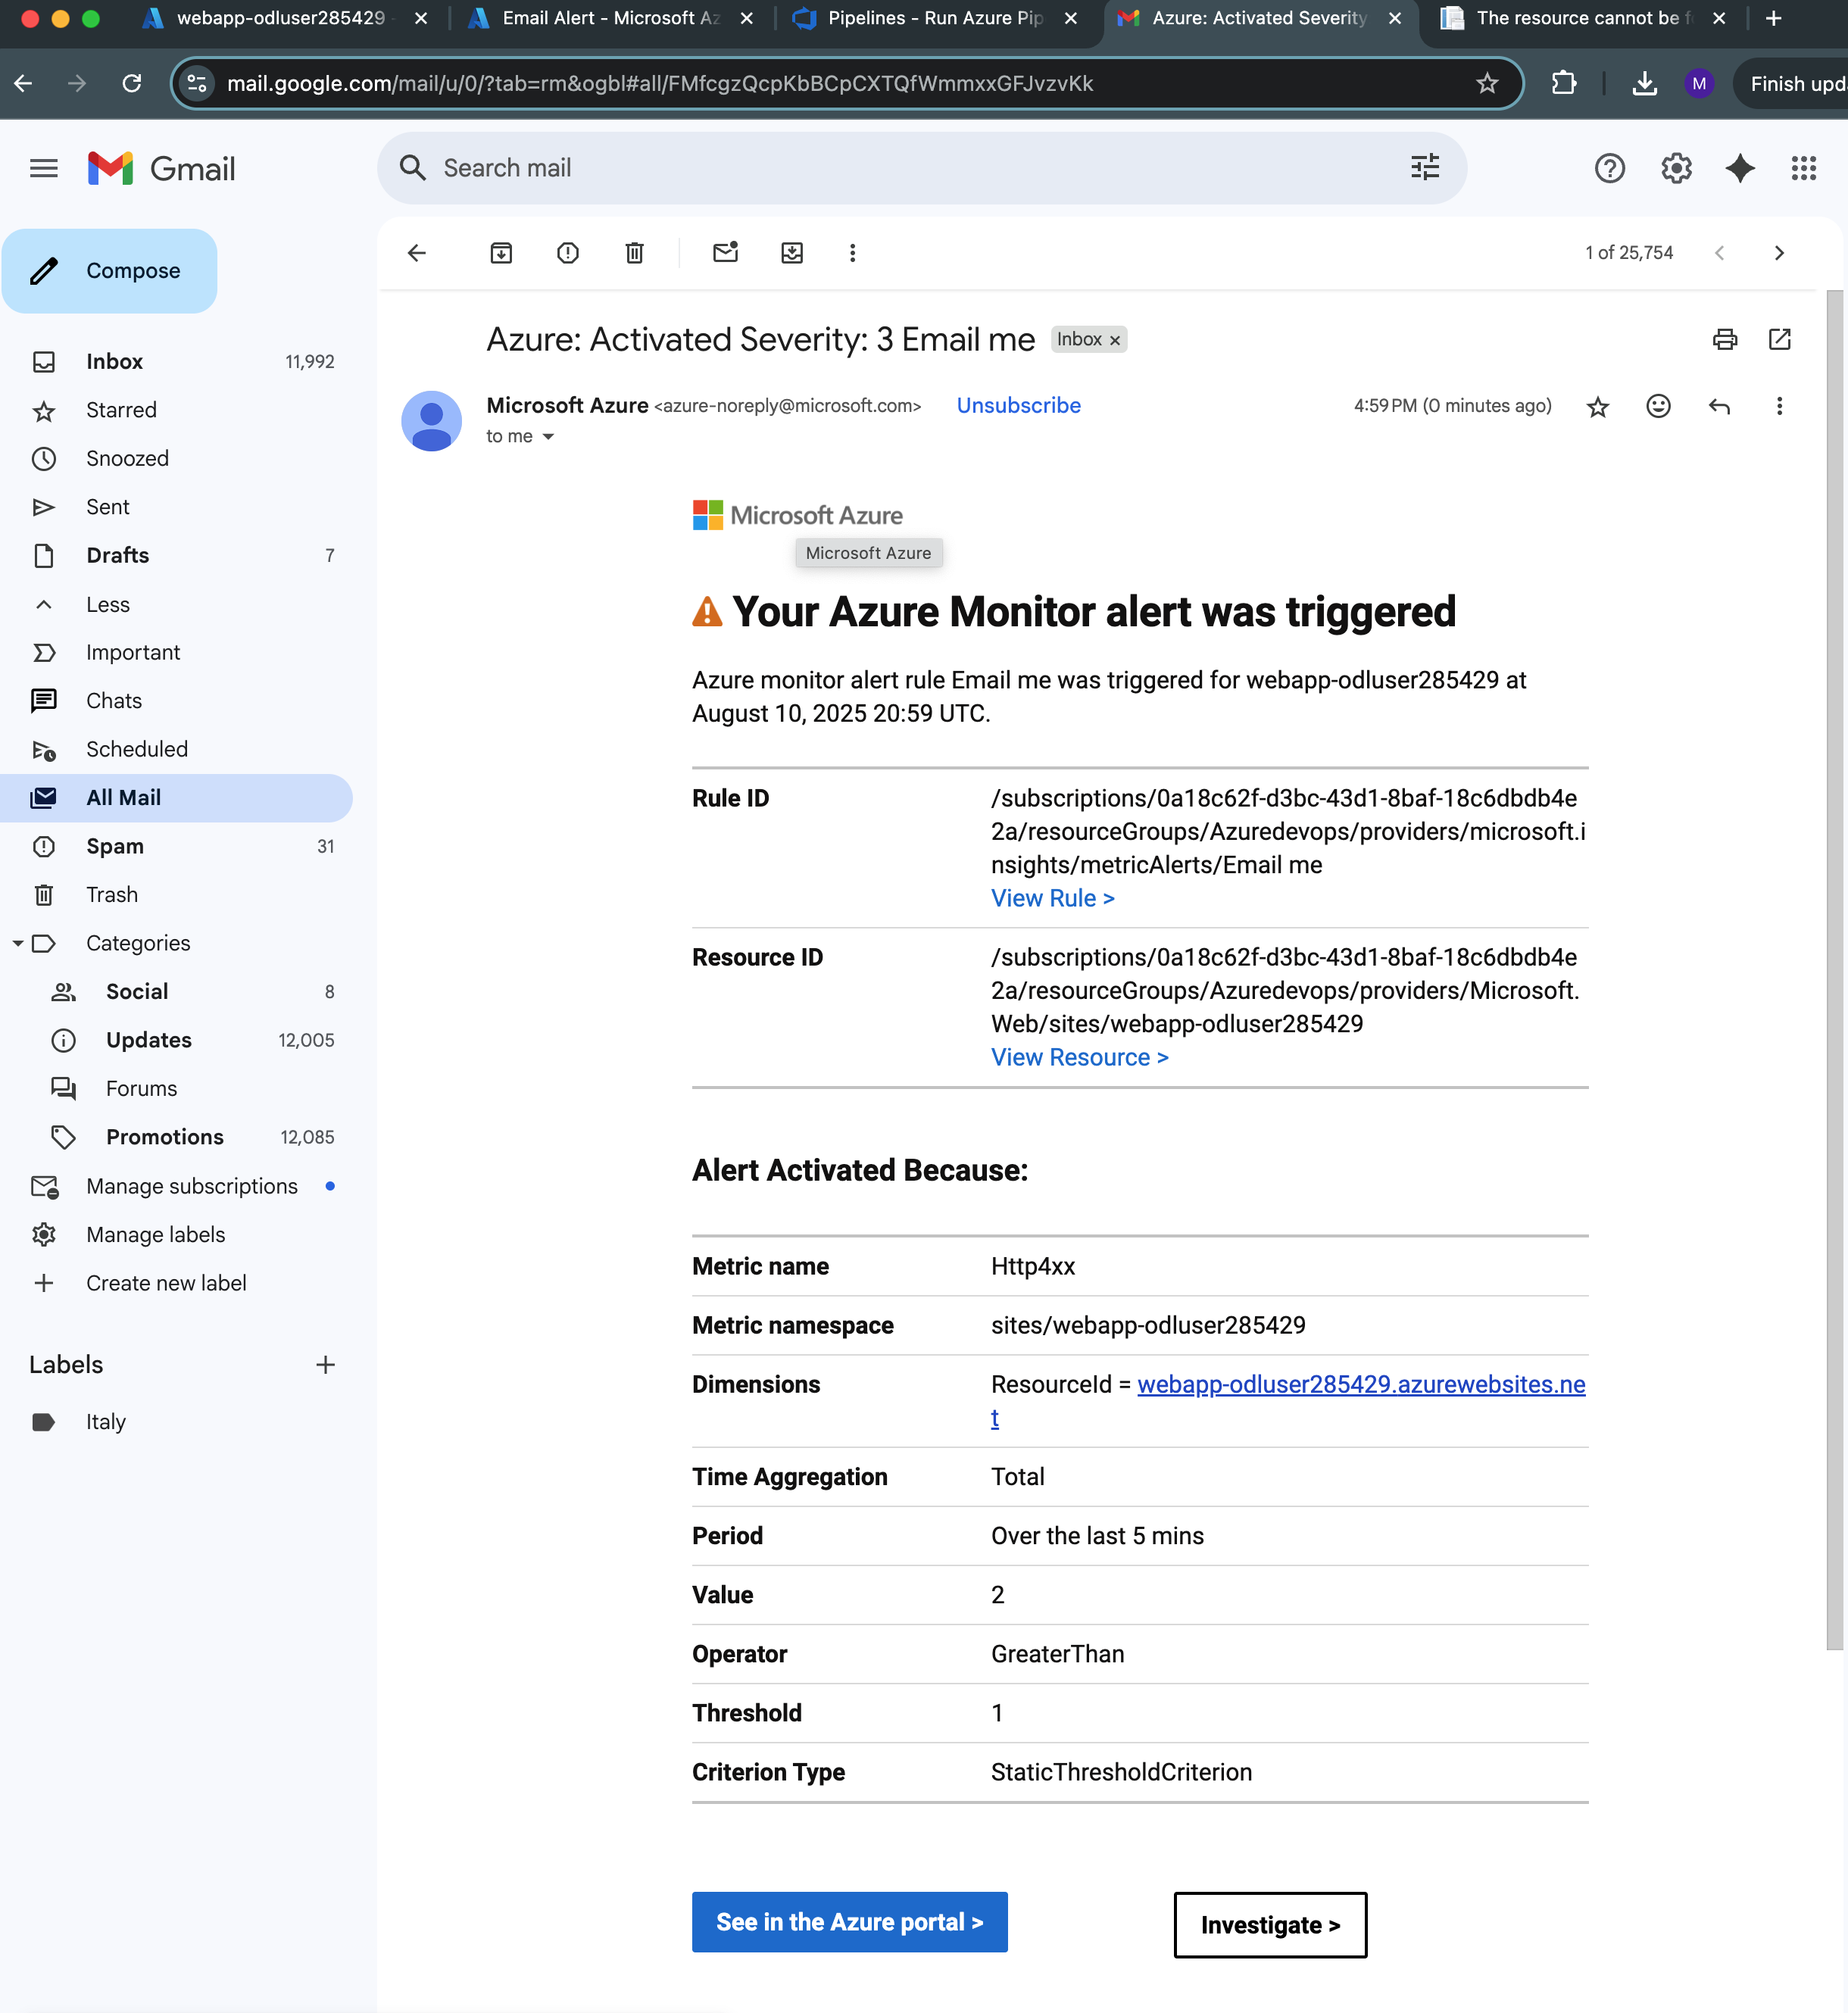 webapp-odluser285429
Email Alert - Microsoft Az
Pipelines - Run Azure Pip
Azure: Activated Severity
The resource cannot be f
mail.google.com/mail/u/0/?tab=rm&ogbl#all/FMfcgzQcpKbBCpCXTQfWmmxxGFJvzvKk
M
Finish upd
Gmail
Search mail
Compose
1 of 25,754
Inbox 11,992
Starred
Snoozed
Sent
Drafts 7
Less
Important
Chats
Scheduled
All Mail
Spam 31
Trash
Categories
Social 8
Updates 12,005
Forums
Promotions 12,085
Manage subscriptions
Manage labels
Create new label
Labels
Italy
Azure: Activated Severity: 3 Email me Inbox ×
Microsoft Azure <azure-noreply@microsoft.com> Unsubscribe 4:59 PM (0 minutes ago)
to me
Microsoft Azure
Microsoft Azure
Your Azure Monitor alert was triggered
Azure monitor alert rule Email me was triggered for webapp-odluser285429 at
August 10, 2025 20:59 UTC.
Rule ID /subscriptions/0a18c62f-d3bc-43d1-8baf-18c6dbdb4e
2a/resourceGroups/Azuredevops/providers/microsoft.i
nsights/metricAlerts/Email me
View Rule >
Resource ID /subscriptions/0a18c62f-d3bc-43d1-8baf-18c6dbdb4e
2a/resourceGroups/Azuredevops/providers/Microsoft.
Web/sites/webapp-odluser285429
View Resource >
Alert Activated Because:
Metric name Http4xx
Metric namespace sites/webapp-odluser285429
Dimensions ResourceId = webapp-odluser285429.azurewebsites.ne
t
Time Aggregation Total
Period Over the last 5 mins
Value 2
Operator GreaterThan
Threshold 1
Criterion Type StaticThresholdCriterion
See in the Azure portal >
Investigate >